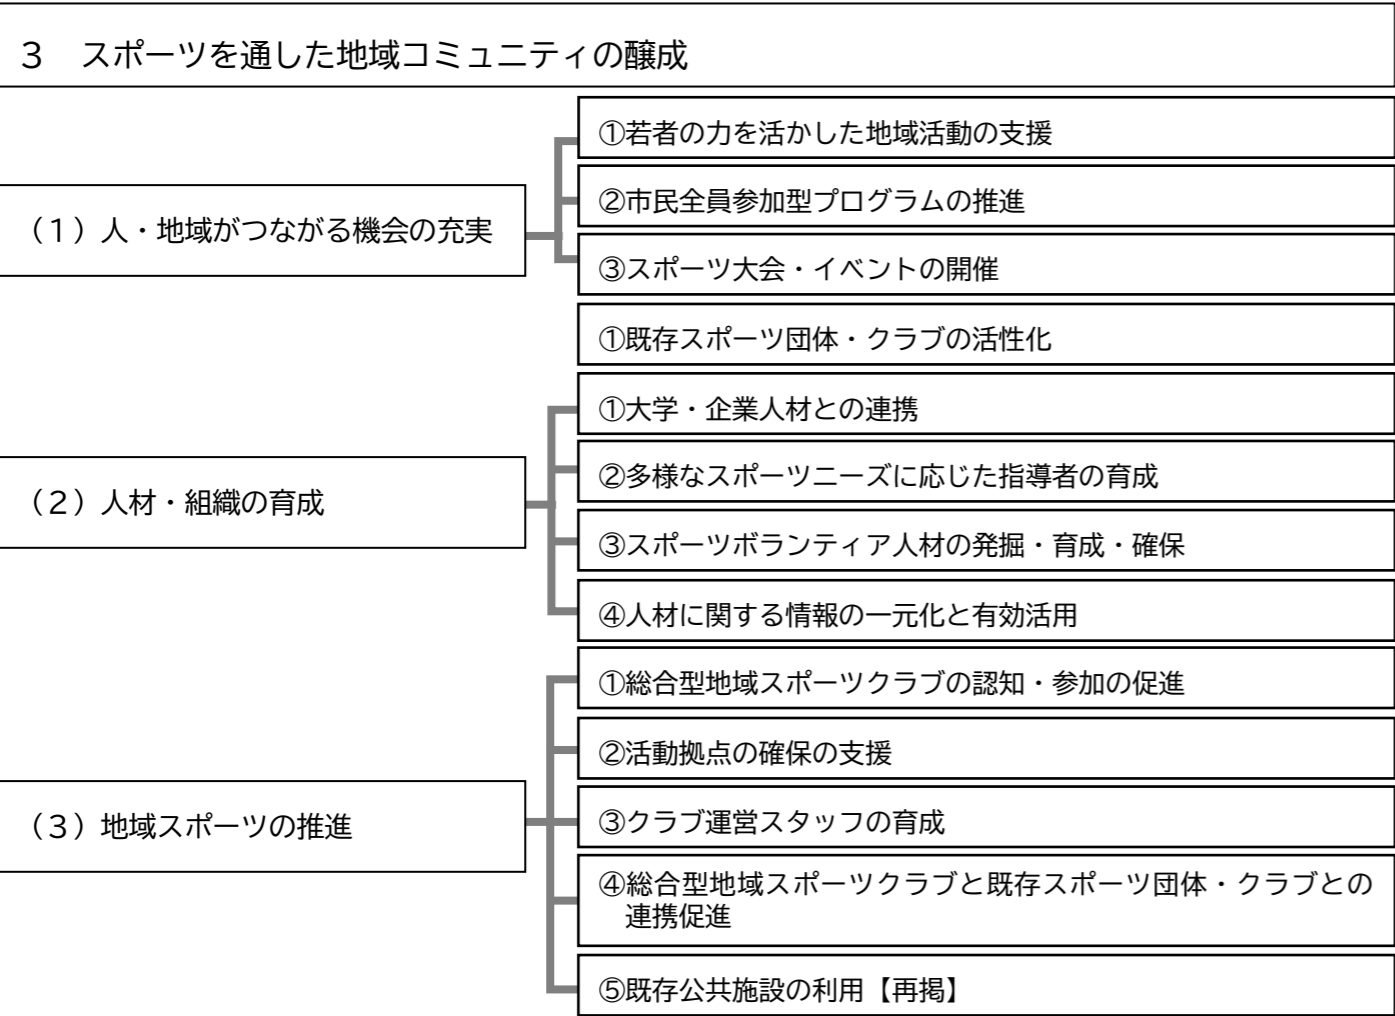 ３　スポーツを通した地域コミュニティの醸成
（１）人・地域がつながる機会の充実
①若者の力を活かした地域活動の支援
②市民全員参加型プログラムの推進
③スポーツ大会・イベントの開催
①既存スポーツ団体・クラブの活性化
（２）人材・組織の育成
①大学・企業人材との連携
②多様なスポーツニーズに応じた指導者の育成
③スポーツボランティア人材の発掘・育成・確保
④人材に関する情報の一元化と有効活用
（３）地域スポーツの推進
①総合型地域スポーツクラブの認知・参加の促進
②活動拠点の確保の支援
③クラブ運営スタッフの育成
④総合型地域スポーツクラブと既存スポーツ団体・クラブとの
連携促進
⑤既存公共施設の利用【再掲】